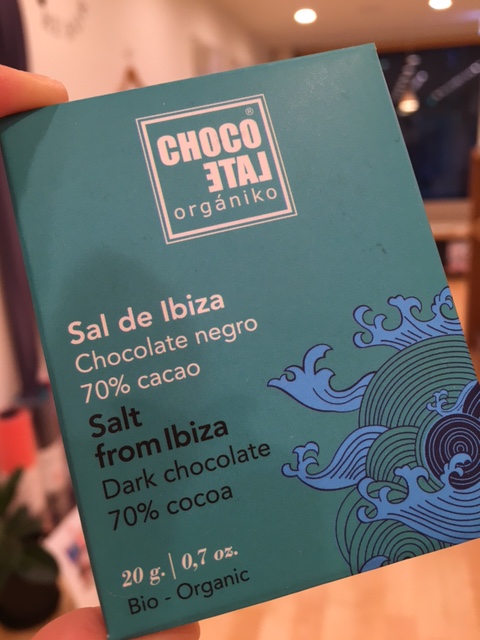 CHOCO
LATE
®
orgániko
Sal de Ibiza
Chocolate negro
70% cacao
Salt
from Ibiza
Dark chocolate
70% cocoa
20 g. | 0,7 oz.
Bio - Organic